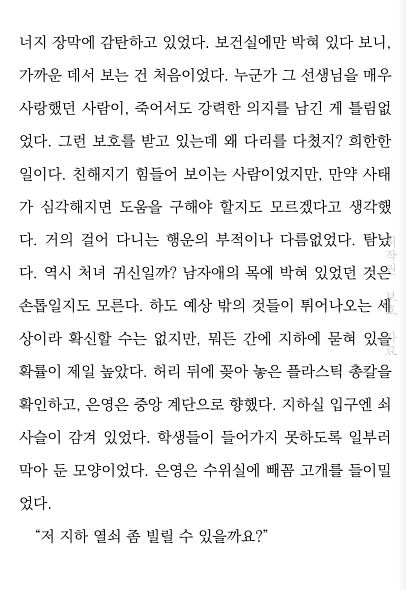 너지 장막에 감탄하고 있었다. 보건실에만 박혀 있다 보니,
가까운 데서 보는 건 처음이었다. 누군가 그 선생님을 매우
사랑했던 사람이, 죽어서도 강력한 의지를 남긴 게 틀림없
었다. 그런 보호를 받고 있는데 왜 다리를 다쳤지? 희한한
일이다. 친해지기 힘들어 보이는 사람이었지만, 만약 사태
가 심각해지면 도움을 구해야 할지도 모르겠다고 생각했
다. 거의 걸어 다니는 행운의 부적이나 다름없었다. 탐났
다. 역시 처녀 귀신일까? 남자애의 목에 박혀 있었던 것은
손톱일지도 모른다. 하도 예상 밖의 것들이 튀어나오는 세
상이라 확신할 수는 없지만, 뭐든 간에 지하에 묻혀 있을
확률이 제일 높았다. 허리 뒤에 꽂아 놓은 플라스틱 총칼을
확인하고, 은영은 중앙 계단으로 향했다. 지하실 입구엔 쇠
사슬이 감겨 있었다. 학생들이 들어가지 못하도록 일부러
막아 둔 모양이었다. 은영은 수위실에 빼꼼 고개를 들이밀
었다.
“저 지하 열쇠 좀 빌릴 수 있을까요?”